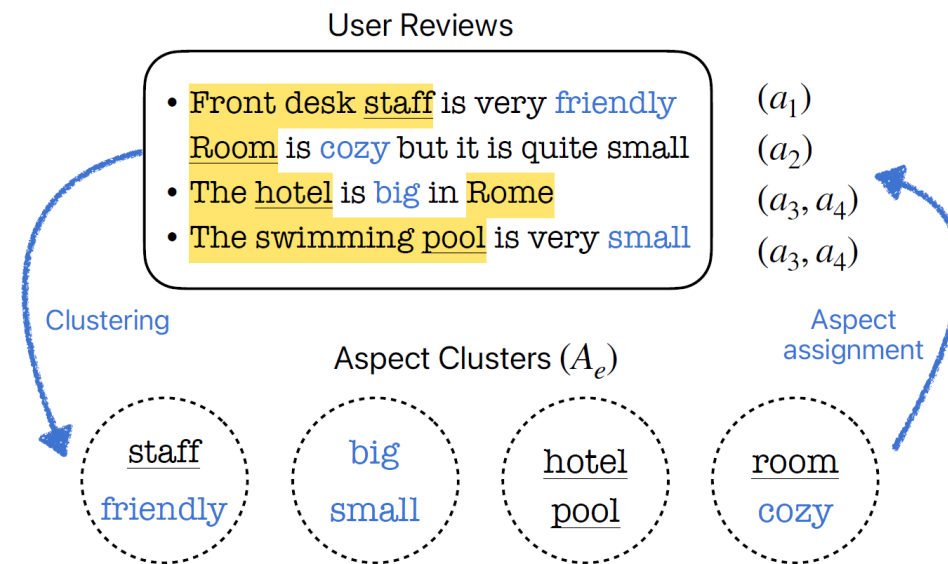 User Reviews
• Front desk staff is very friendly (a₁)
Room is cozy but it is quite small (a₂)
• The hotel is big in Rome (a₃, a₄)
• The swimming pool is very small (a₃, a₄)
Clustering
Aspect
assignment
Aspect Clusters (Aₑ)
staff
friendly
big
small
hotel
pool
room
cozy